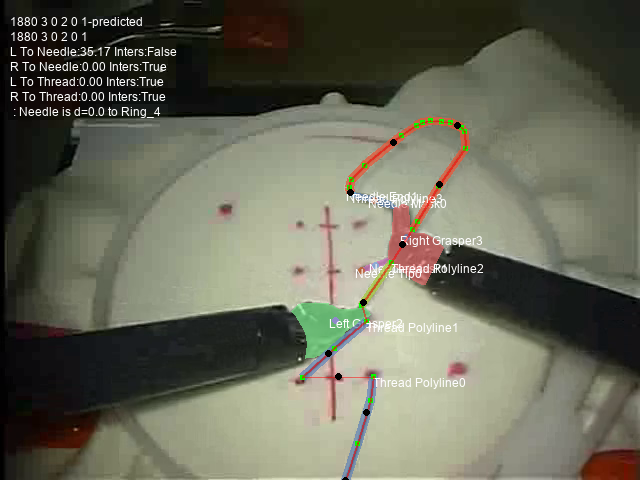 1880 3 0 2 0 1-predicted
1880 3 0 2 0 1
L To Needle:35.17 Inters:False
R To Needle:0.00 Inters:True
L To Thread:0.00 Inters:True
R To Thread:0.00 Inters:True
: Needle is d=0.0 to Ring_4
Right Grasper3
Thread Polyline2
Needle Tip0
Thread Polyline1
Thread Polyline0